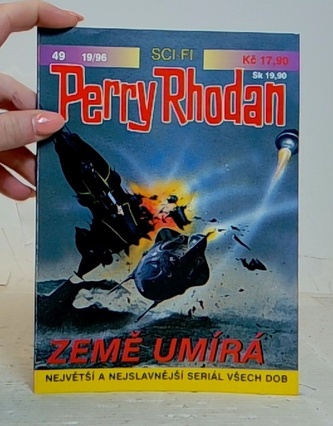 49 19/96 SCI-FI Kč 17,90
Sk 19,90
Perry Rhodan
ZEMĚ UMÍRÁ
NEJVĚTŠÍ A NEJSLAVNĚJŠÍ SERIÁL VŠECH DOB